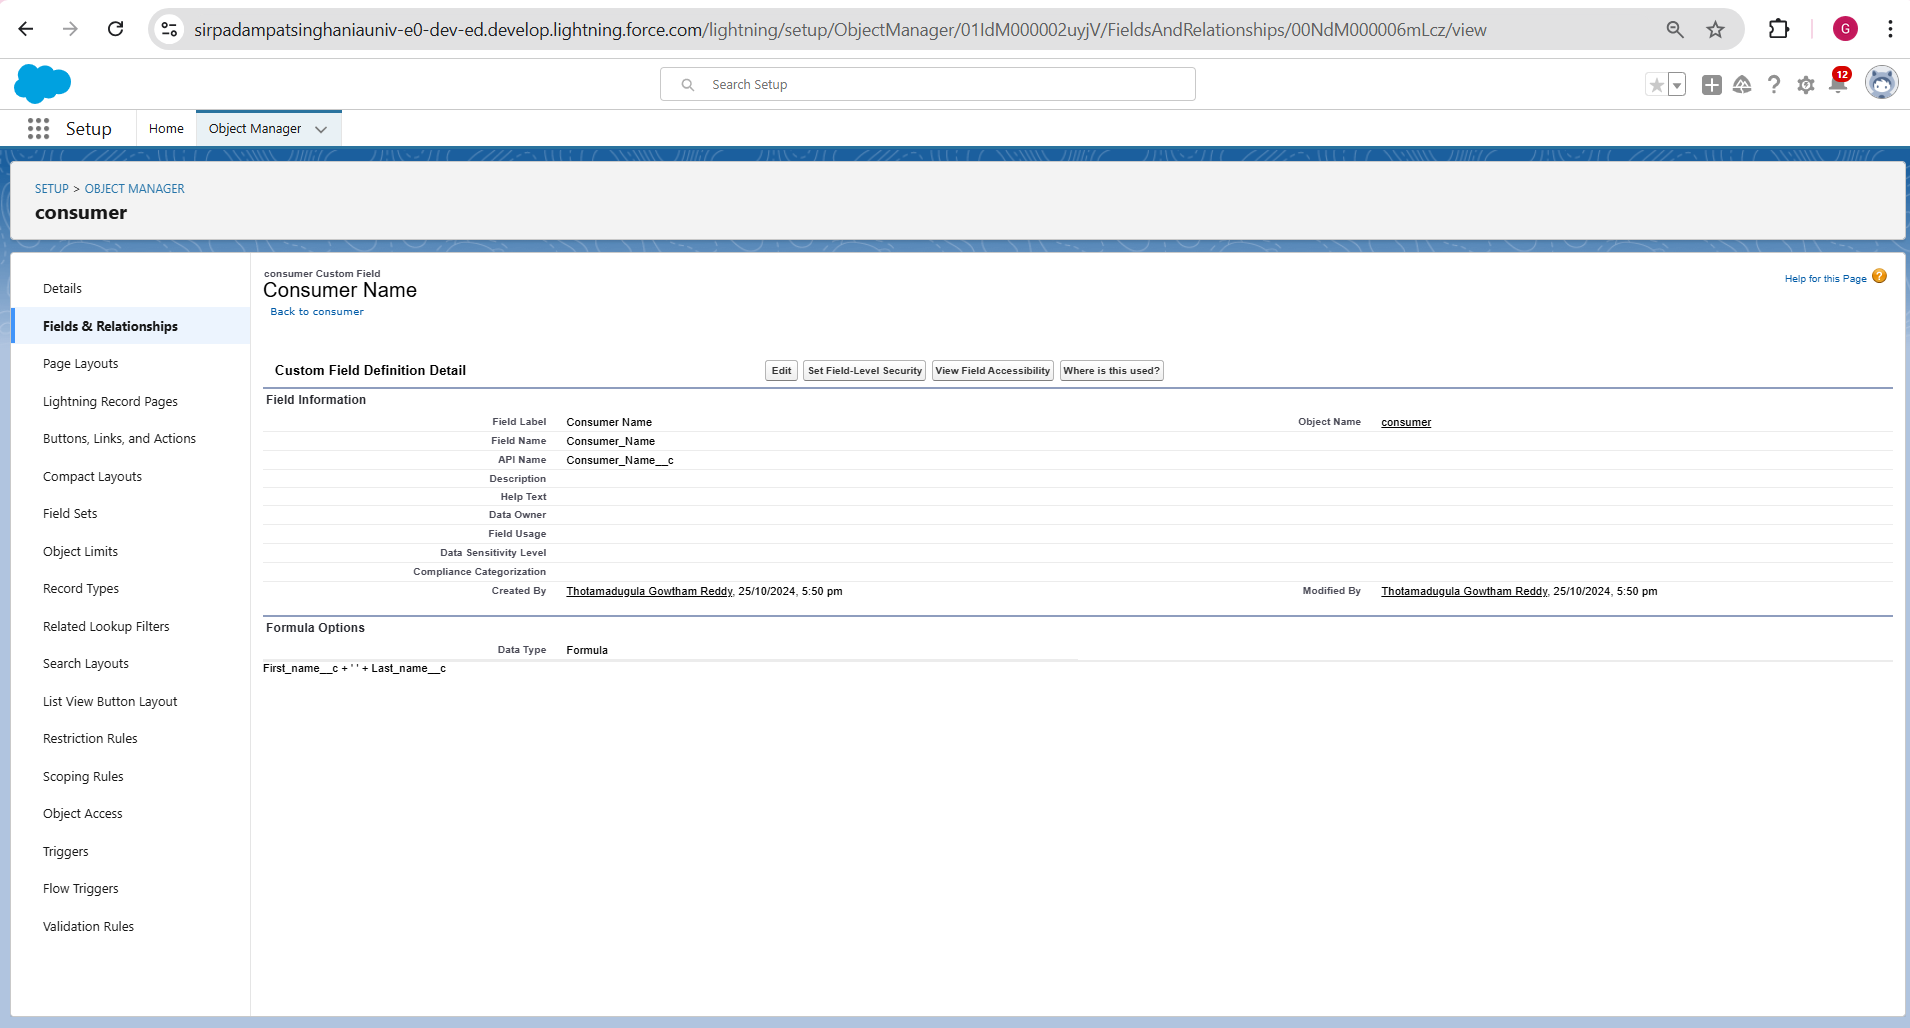 sirpadampatsinghaniauniv-e0-dev-ed.develop.lightning.force.com/lightning/setup/ObjectManager/01IdM000002uyjV/FieldsAndRelationships/00NdM000006mLcz/view
G
Search Setup
12
Setup
Home
Object Manager
SETUP > OBJECT MANAGER
consumer
Details
Fields & Relationships
Page Layouts
Lightning Record Pages
Buttons, Links, and Actions
Compact Layouts
Field Sets
Object Limits
Record Types
Related Lookup Filters
Search Layouts
List View Button Layout
Restriction Rules
Scoping Rules
Object Access
Triggers
Flow Triggers
Validation Rules
consumer Custom Field
Consumer Name
Back to consumer
Help for this Page ?
Custom Field Definition Detail
Edit Set Field-Level Security View Field Accessibility Where is this used?
Field Information
Field Label Consumer Name Object Name consumer
Field Name Consumer_Name
API Name Consumer_Name__c
Description
Help Text
Data Owner
Field Usage
Data Sensitivity Level
Compliance Categorization
Created By Thotamadugula Gowtham Reddy, 25/10/2024, 5:50 pm Modified By Thotamadugula Gowtham Reddy, 25/10/2024, 5:50 pm
Formula Options
Data Type Formula
First_name__c + ' ' + Last_name__c